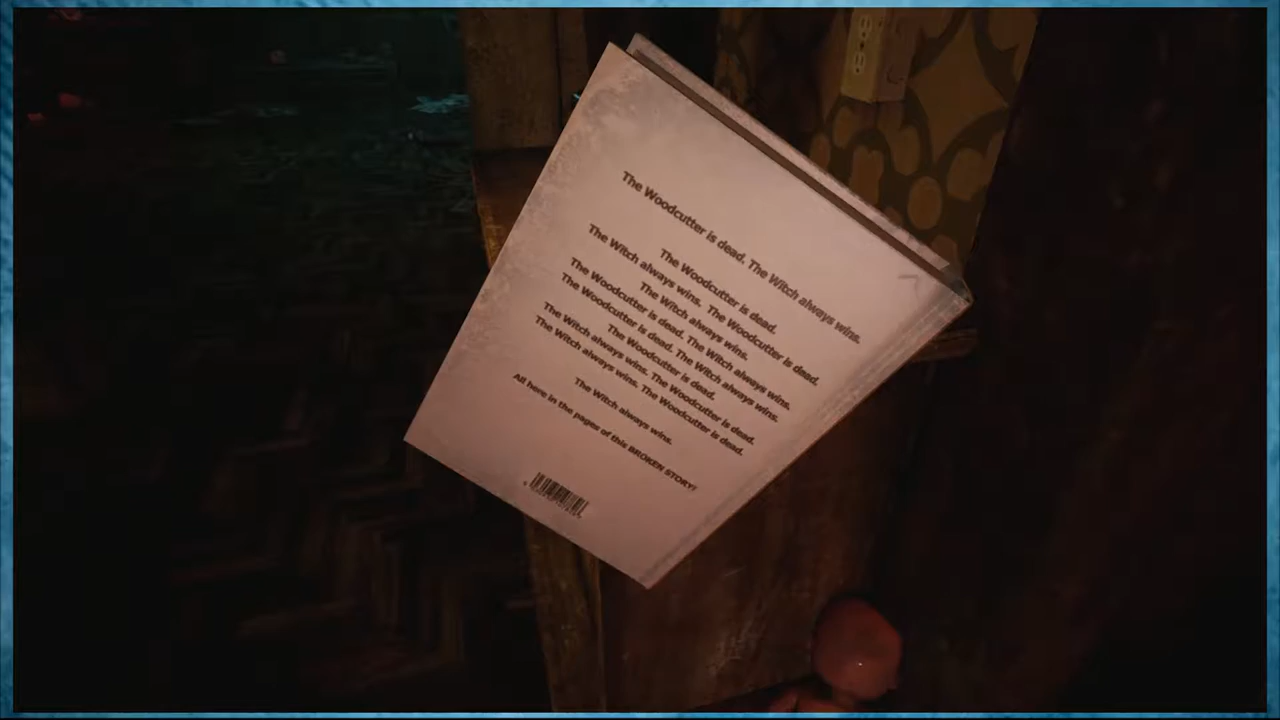 The Woodcutter is dead. The Witch always wins.
The Woodcutter is dead.
The Witch always wins. The Woodcutter is dead.
The Witch always wins.
The Woodcutter is dead. The Witch always wins.
The Woodcutter is dead. The Witch always wins.
The Woodcutter is dead.
The Witch always wins. The Woodcutter is dead.
The Witch always wins. The Woodcutter is dead.
The Witch always wins.
All here in the pages of this BROKEN STORY!